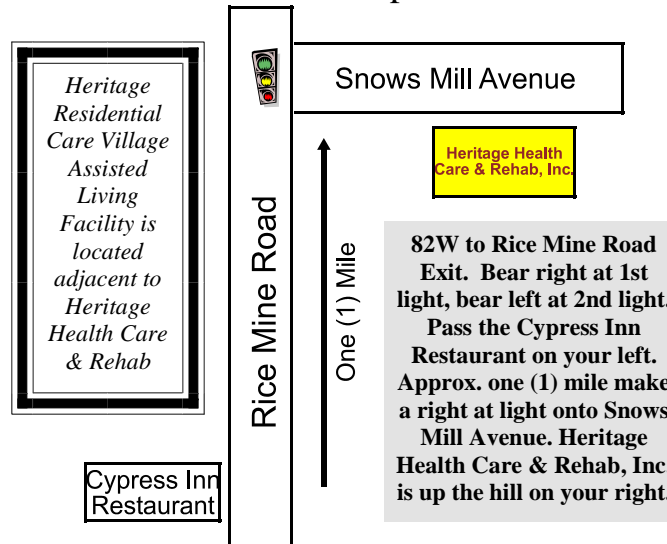 Heritage
Residential
Care Village
Assisted
Living
Facility is
located
adjacent to
Heritage
Health Care
& Rehab
Rice Mine Road
Snows Mill Avenue
Heritage Health
Care & Rehab, Inc.
One (1) Mile
82W to Rice Mine Road
Exit. Bear right at 1st
light, bear left at 2nd light.
Pass the Cypress Inn
Restaurant on your left.
Approx. one (1) mile make
a right at light onto Snows
Mill Avenue. Heritage
Health Care & Rehab, Inc.
is up the hill on your right.
Cypress Inn
Restaurant